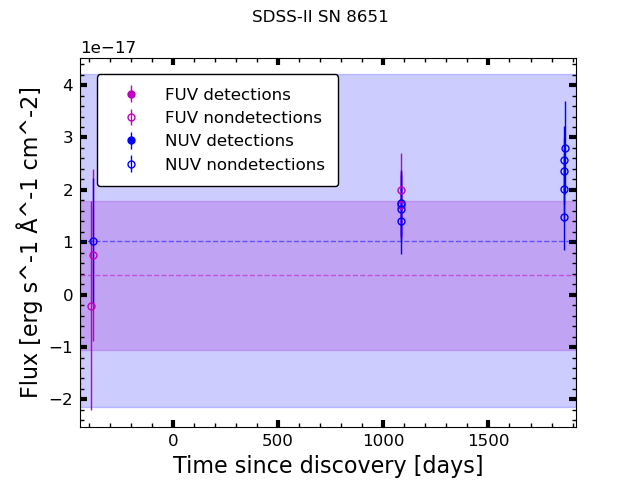 SDSS-II SN 8651
1e−17
FUV detections
FUV nondetections
NUV detections
NUV nondetections
4
3
2
1
0
−1
−2
Flux [erg s^-1 Å^-1 cm^-2]
0 500 1000 1500
Time since discovery [days]